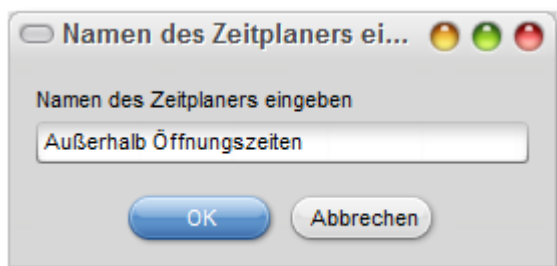 Namen des Zeitplaners ei...
Namen des Zeitplaners eingeben
Außerhalb Öffnungszeiten
OK
Abbrechen